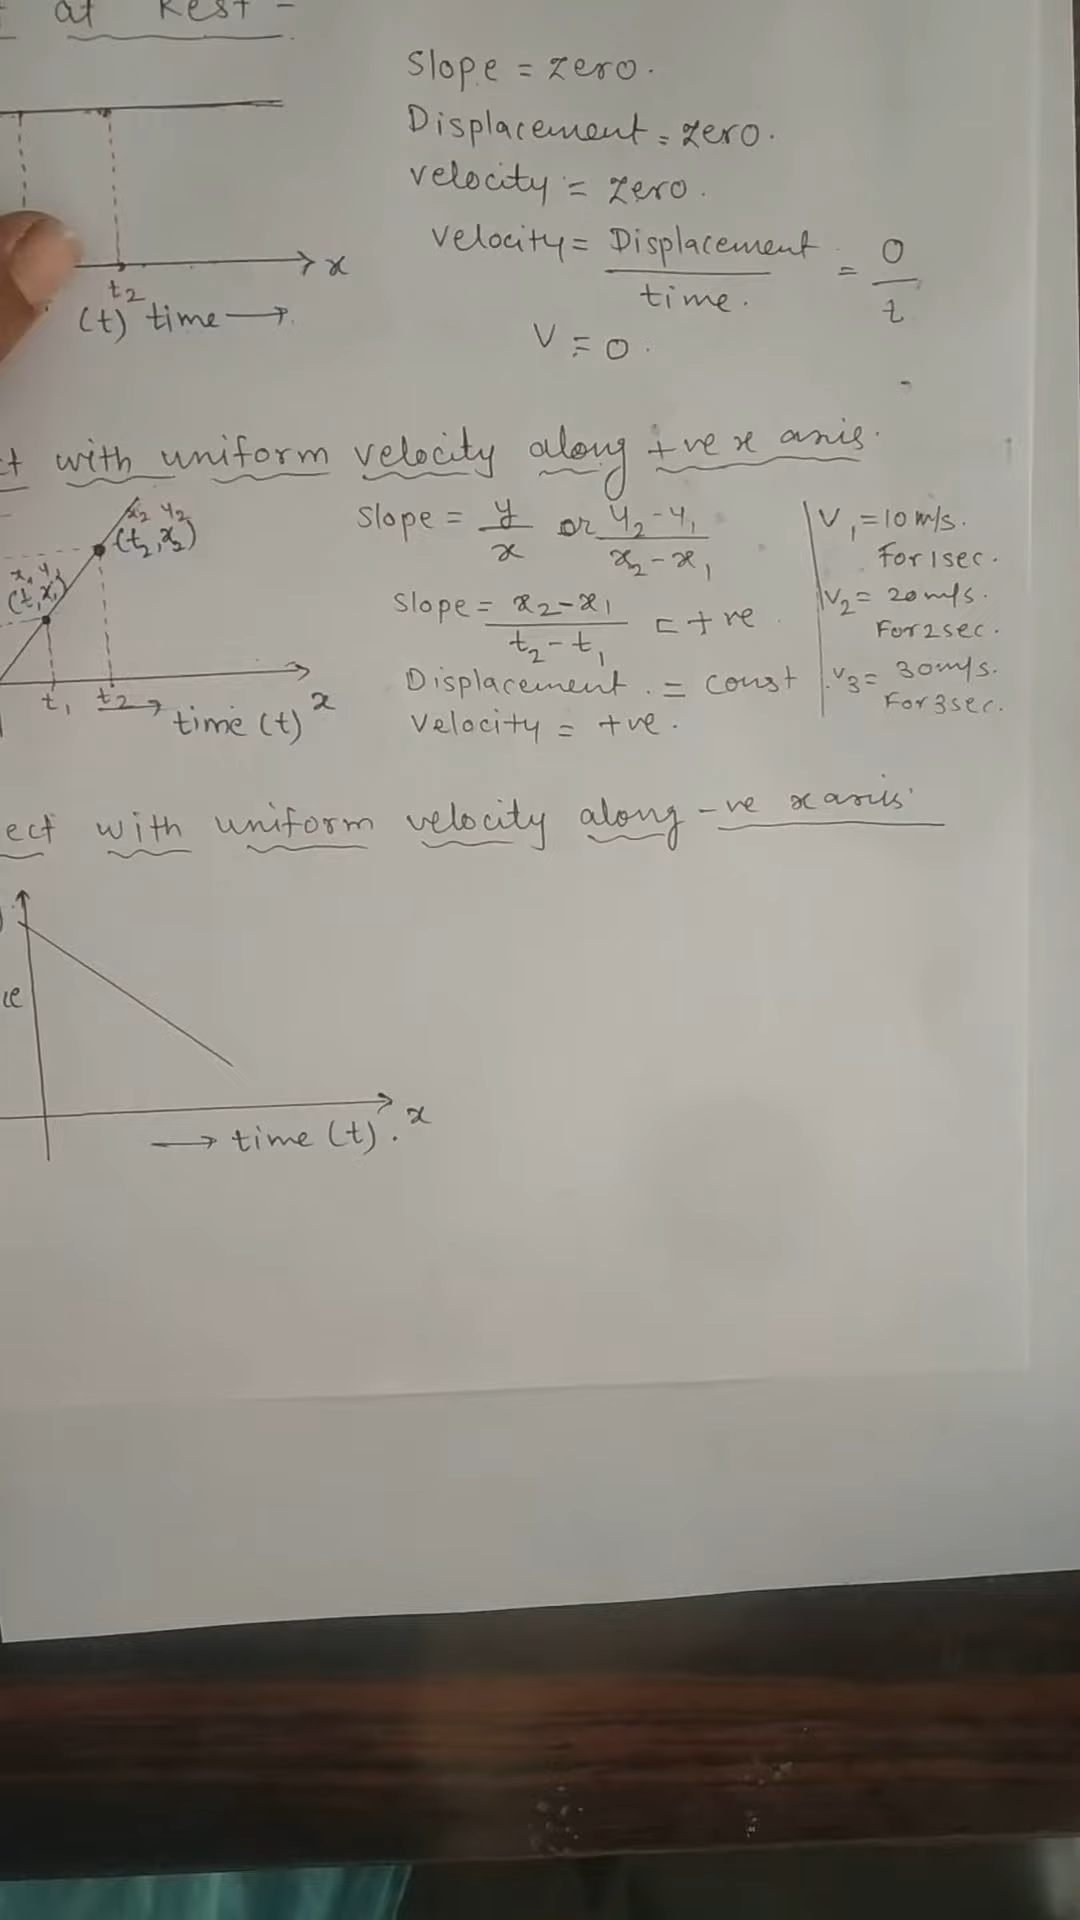 at Rest -
Slope = zero.
Displacement = zero.
velocity = zero.
velocity = Displacement / time. = 0 / t
V = 0.
x
t2
(t) time →
with uniform velocity along +ve x axis.
x2 y2
(t2, x2)
x1 y1
(t1, x1)
t1 t2 → time (t) x
Slope = y / x or y2 - y1 / x2 - x1
Slope = x2 - x1 / t2 - t1 = +ve
Displacement. = const
Velocity = +ve.
V1 = 10 m/s.
For 1 sec.
V2 = 20 m/s.
For 2 sec.
V3 = 30 m/s.
For 3 sec.
ect with uniform velocity along -ve x axis.
ce
→ time (t). x